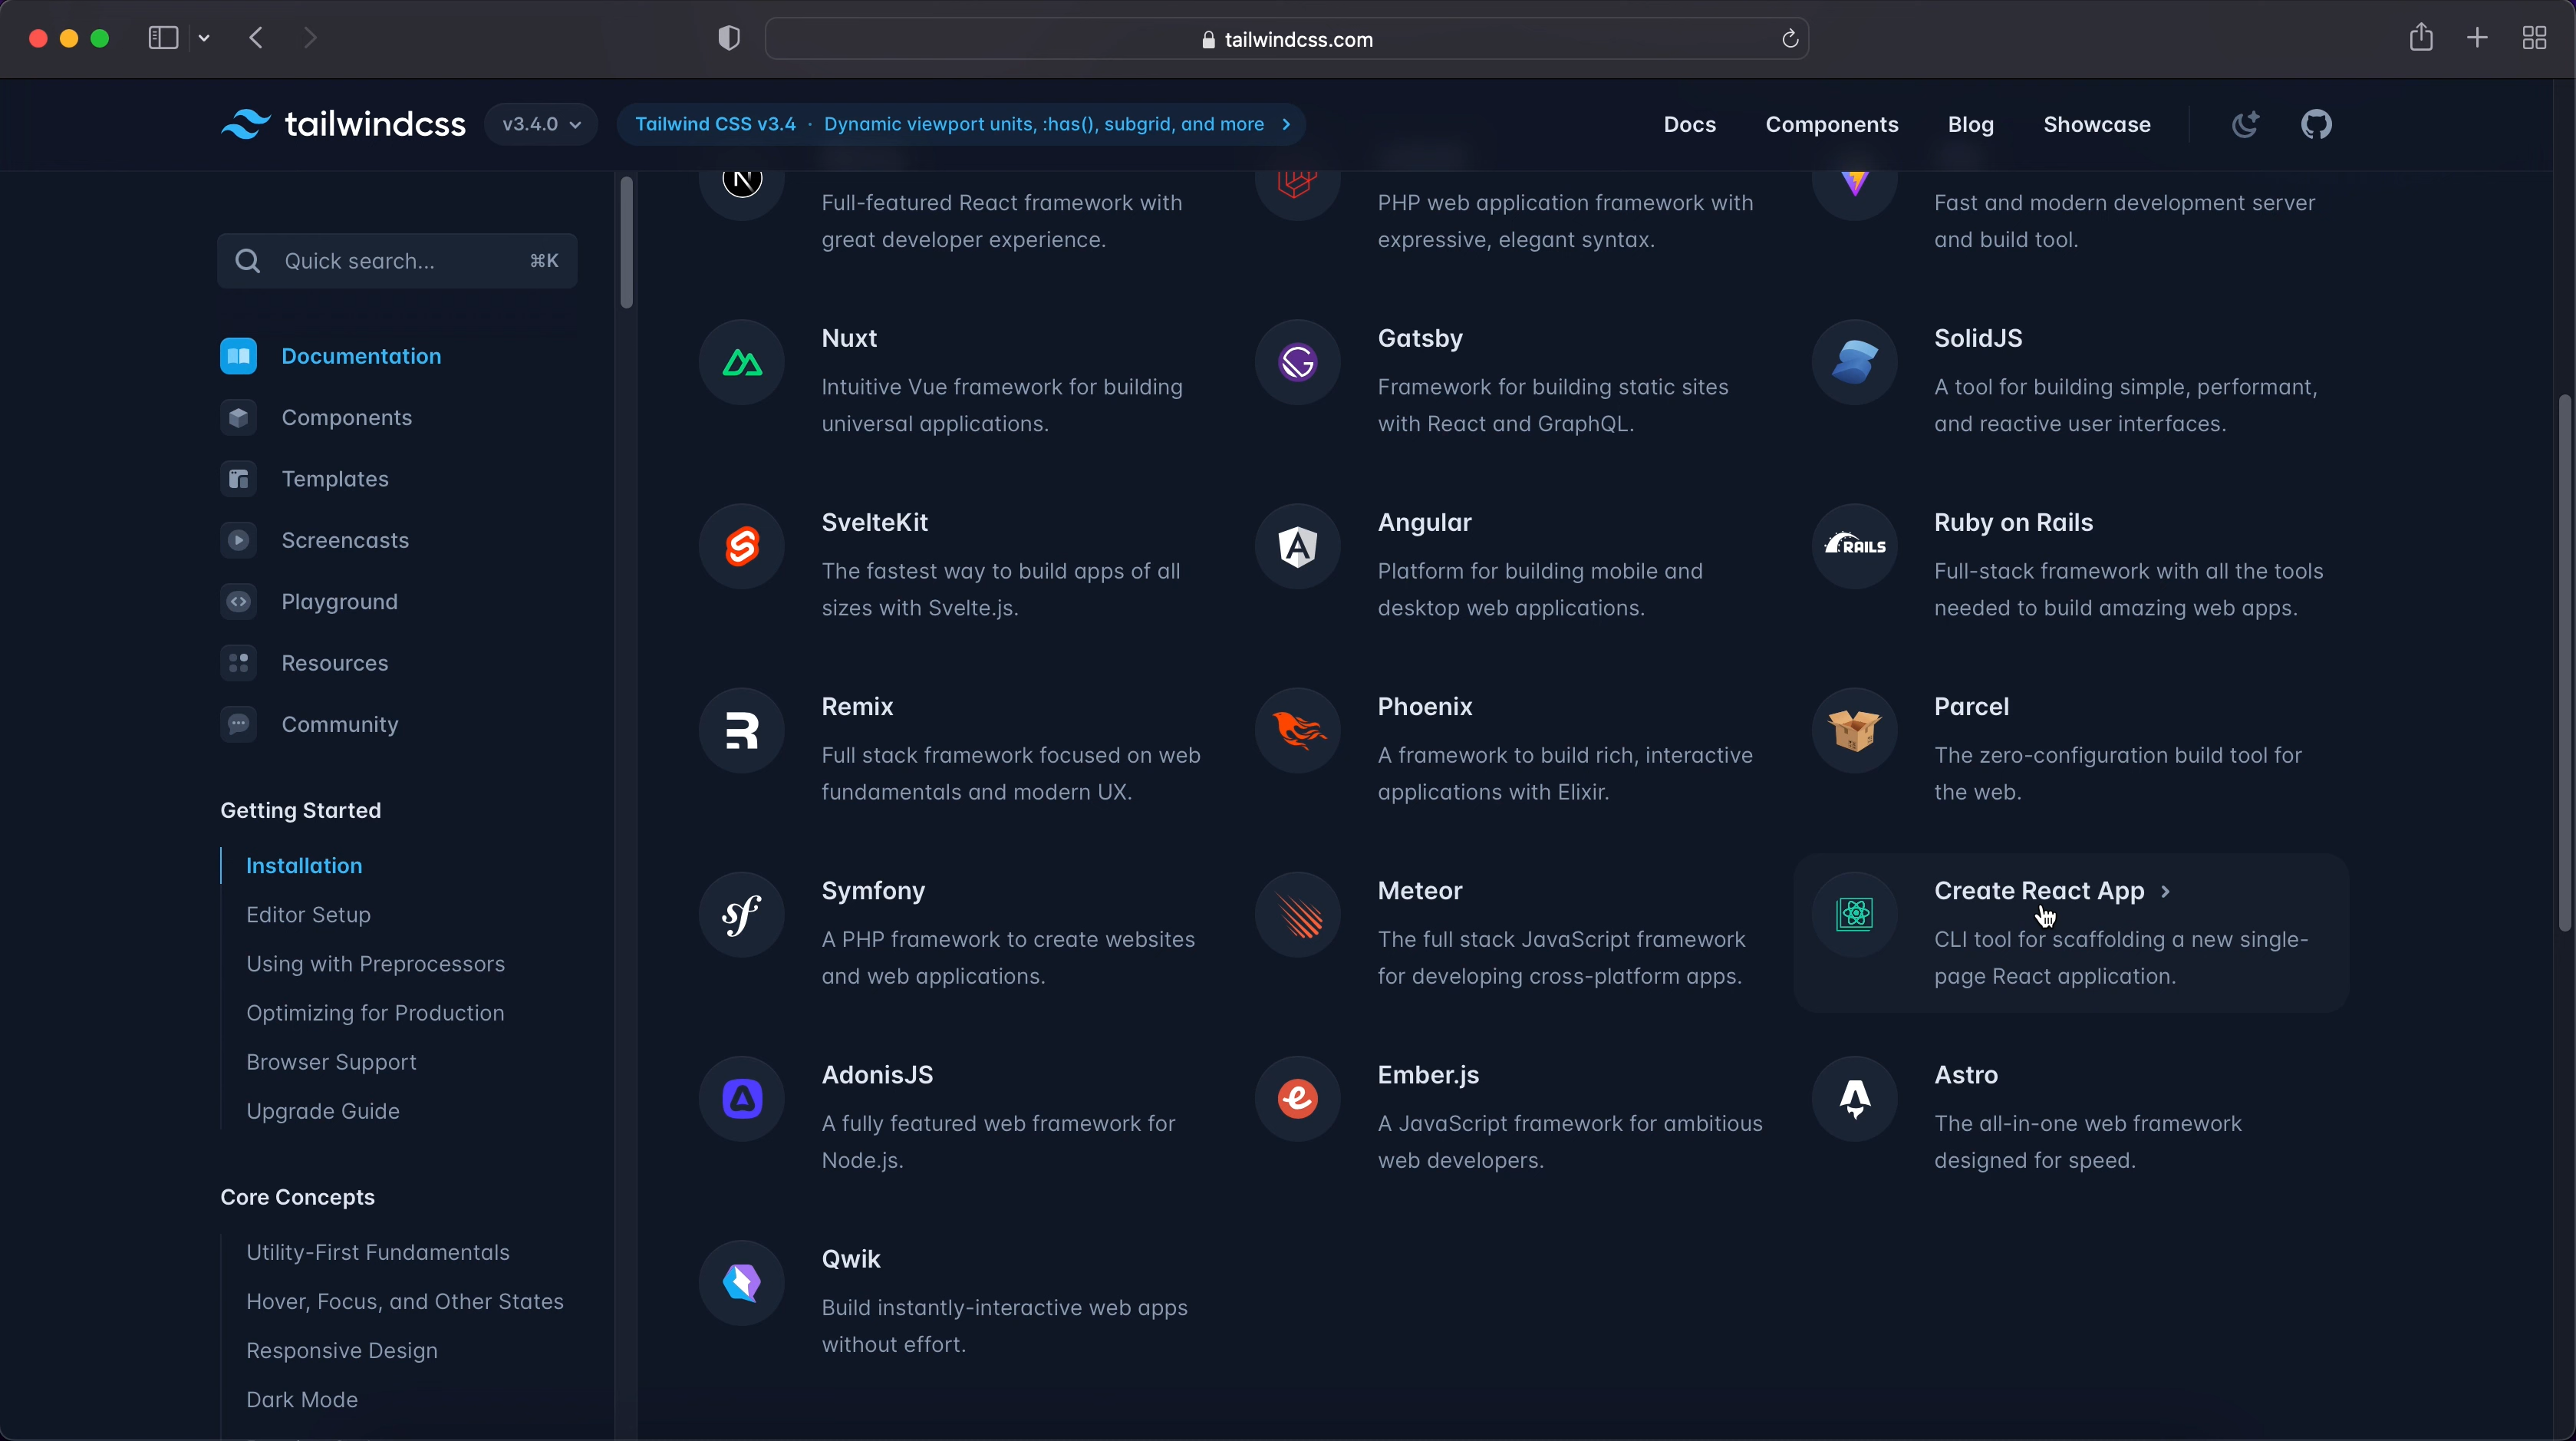 tailwindcss.com
tailwindcss
v3.4.0
Tailwind CSS v3.4 · Dynamic viewport units, :has(), subgrid, and more
Docs
Components
Blog
Showcase
Quick search...
⌘K
Documentation
Components
Templates
Screencasts
Playground
Resources
Community
Getting Started
Installation
Editor Setup
Using with Preprocessors
Optimizing for Production
Browser Support
Upgrade Guide
Core Concepts
Utility-First Fundamentals
Hover, Focus, and Other States
Responsive Design
Dark Mode
Full-featured React framework with
great developer experience.
PHP web application framework with
expressive, elegant syntax.
Fast and modern development server
and build tool.
Nuxt
Intuitive Vue framework for building
universal applications.
Gatsby
Framework for building static sites
with React and GraphQL.
SolidJS
A tool for building simple, performant,
and reactive user interfaces.
SvelteKit
The fastest way to build apps of all
sizes with Svelte.js.
Angular
Platform for building mobile and
desktop web applications.
RAILS
Ruby on Rails
Full-stack framework with all the tools
needed to build amazing web apps.
Remix
Full stack framework focused on web
fundamentals and modern UX.
Phoenix
A framework to build rich, interactive
applications with Elixir.
Parcel
The zero-configuration build tool for
the web.
sf
Symfony
A PHP framework to create websites
and web applications.
Meteor
The full stack JavaScript framework
for developing cross-platform apps.
Create React App
CLI tool for scaffolding a new single-
page React application.
AdonisJS
A fully featured web framework for
Node.js.
Ember.js
A JavaScript framework for ambitious
web developers.
Astro
The all-in-one web framework
designed for speed.
Qwik
Build instantly-interactive web apps
without effort.